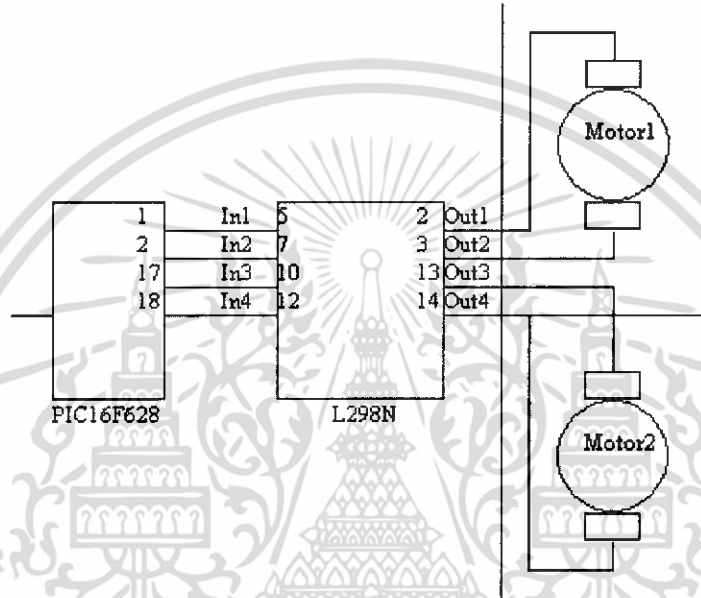 Motor1
1 In1 5 2 Out1
2 In2 7 3 Out2
17 In3 10 13 Out3
18 In4 12 14 Out4
PIC16F628 L298N
Motor2